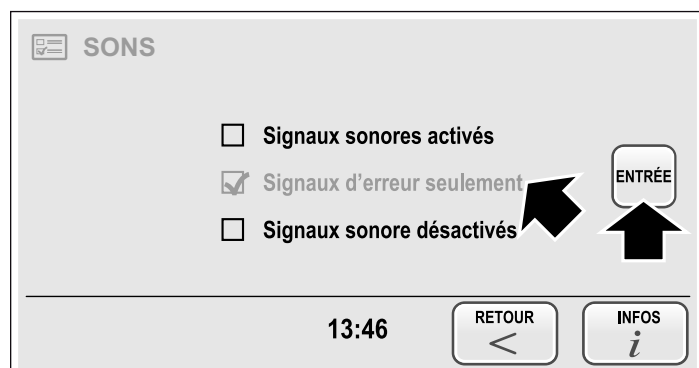 SONS
Signaux sonores activés
Signaux d'erreur seulement
ENTRÉE
Signaux sonore désactivés
13:46
RETOUR
<
INFOS
i